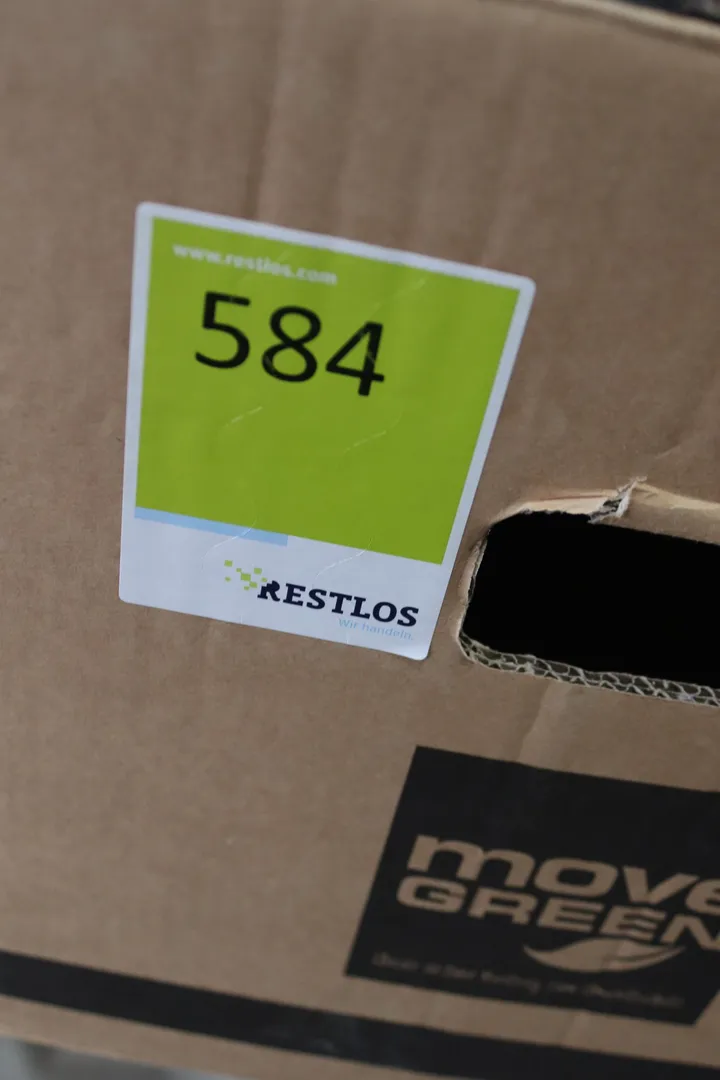 www.restlos.com
584
RESTLOS
Wir handeln.
move
GREEN